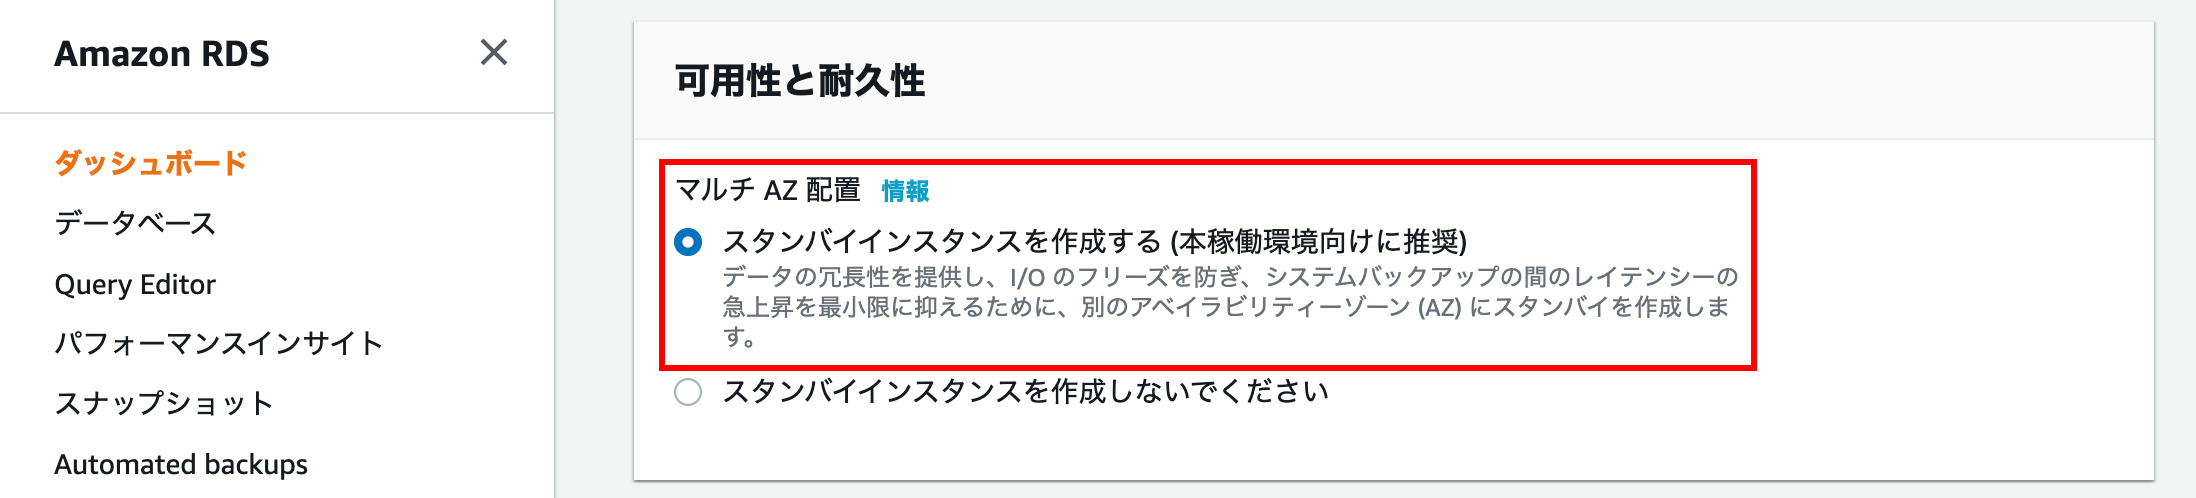 Amazon RDS
ダッシュボード
データベース
Query Editor
パフォーマンスインサイト
スナップショット
Automated backups
可用性と耐久性
マルチ AZ 配置 情報
スタンバイインスタンスを作成する (本稼働環境向けに推奨)
データの冗長性を提供し、I/O のフリーズを防ぎ、システムバックアップの間のレイテンシーの
急上昇を最小限に抑えるために、別のアベイラビリティーゾーン (AZ) にスタンバイを作成しま
す。
スタンバイインスタンスを作成しないでください